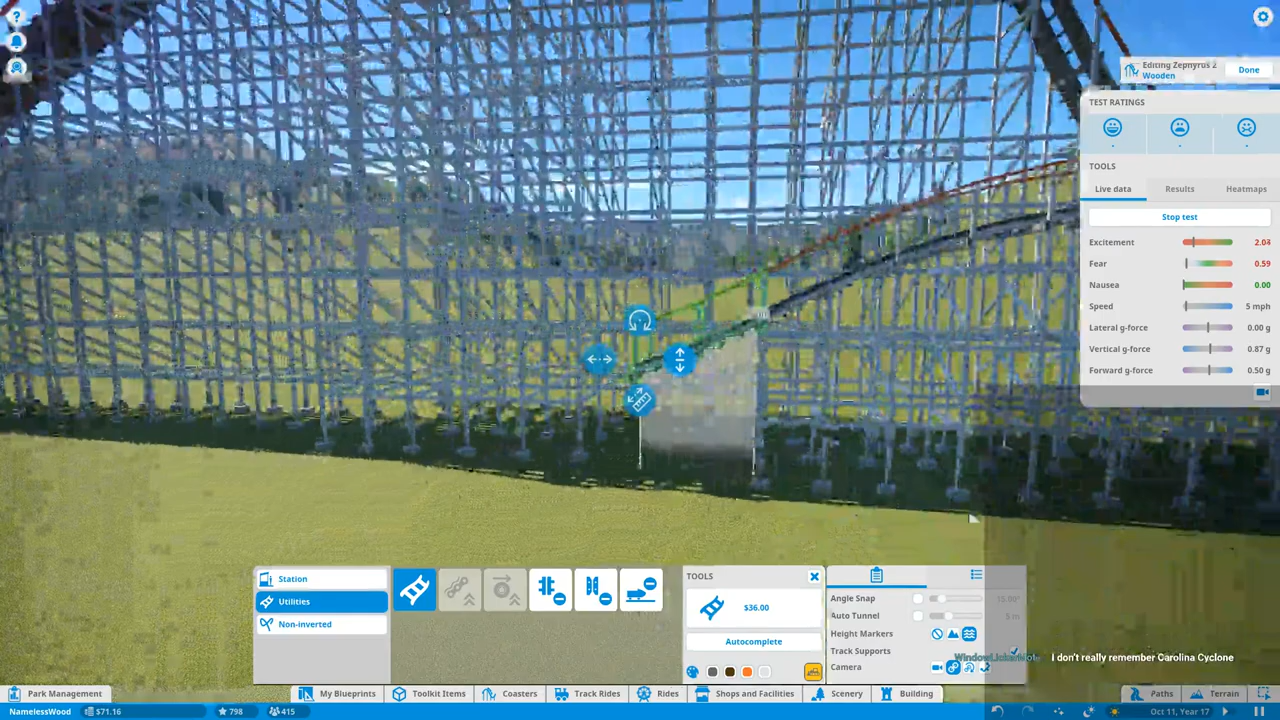 ?
Editing Zephyrus 2
Wooden
Done
TEST RATINGS
-
-
-
TOOLS
Live data
Results
Heatmaps
Stop test
Excitement 2.04
Fear 0.59
Nausea 0.00
Speed 5 mph
Lateral g-force 0.00 g
Vertical g-force 0.87 g
Forward g-force 0.50 g
Station
Utilities
Non-inverted
TOOLS
$36.00
Autocomplete
Angle Snap 15.00°
Auto Tunnel 5 m
Height Markers
Track Supports
Camera
I don't really remember Carolina Cyclone
Park Management
My Blueprints
Toolkit Items
Coasters
Track Rides
Rides
Shops and Facilities
Scenery
Building
Paths
Terrain
NamelessWood
$71.16
798
415
Oct 11, Year 17